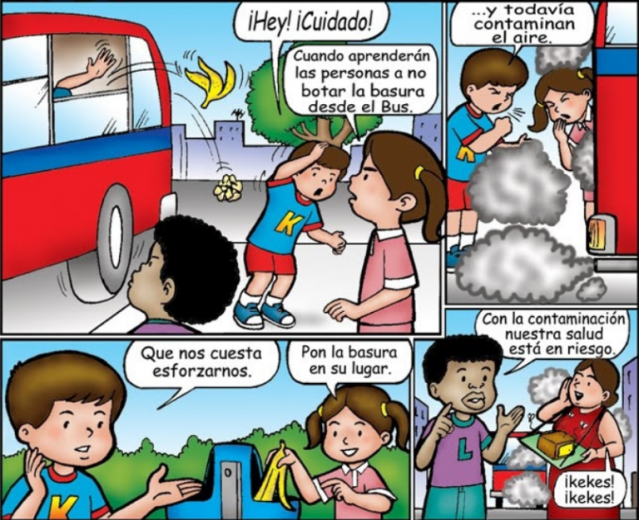 ¡Hey! ¡Cuidado!
Cuando aprenderán
las personas a no
botar la basura
desde el Bus.
K
...y todavía
contaminan
el aire.
K
Que nos cuesta
esforzarnos.
Pon la basura
en su lugar.
K
Con la contaminación
nuestra salud
está en riesgo.
L
¡kekes!
¡kekes!